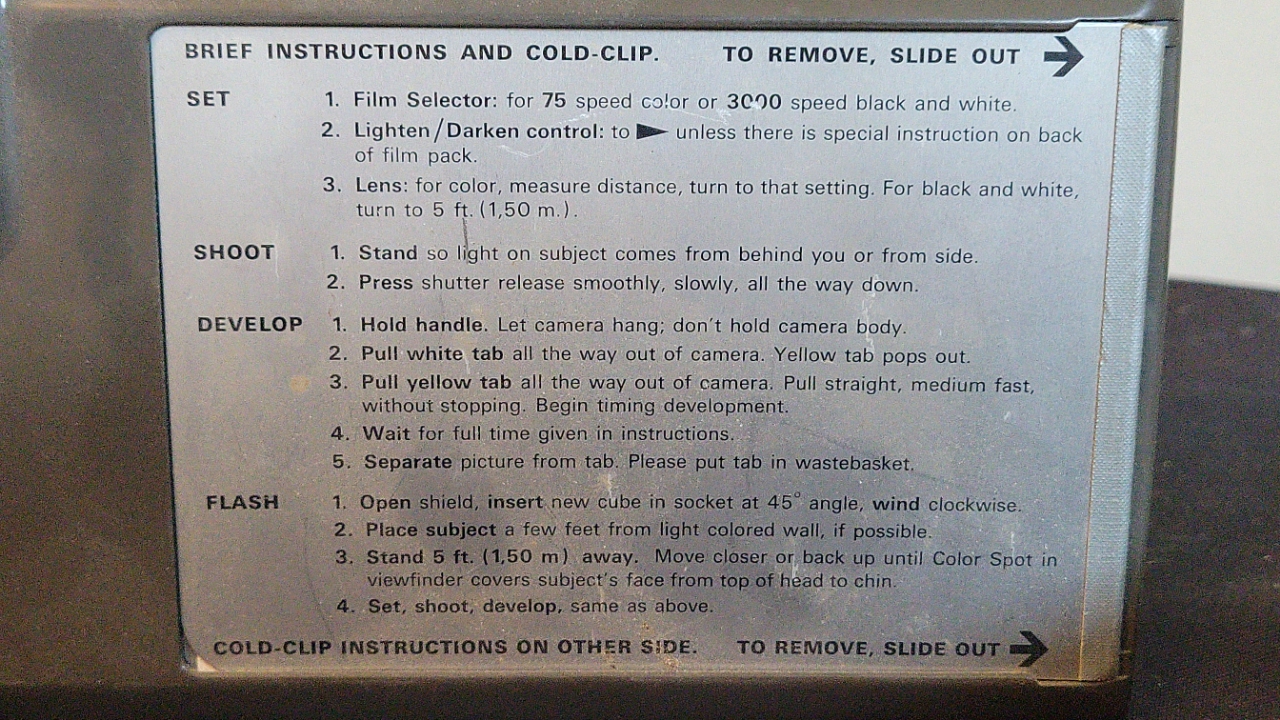 BRIEF INSTRUCTIONS AND COLD-CLIP. TO REMOVE, SLIDE OUT →
SET 1. Film Selector: for 75 speed color or 3000 speed black and white.
2. Lighten/Darken control: to ► unless there is special instruction on back
of film pack.
3. Lens: for color, measure distance, turn to that setting. For black and white,
turn to 5 ft. (1,50 m.).
SHOOT 1. Stand so light on subject comes from behind you or from side.
2. Press shutter release smoothly, slowly, all the way down.
DEVELOP 1. Hold handle. Let camera hang; don't hold camera body.
2. Pull white tab all the way out of camera. Yellow tab pops out.
3. Pull yellow tab all the way out of camera. Pull straight, medium fast,
without stopping. Begin timing development.
4. Wait for full time given in instructions.
5. Separate picture from tab. Please put tab in wastebasket.
FLASH 1. Open shield, insert new cube in socket at 45° angle, wind clockwise.
2. Place subject a few feet from light colored wall, if possible.
3. Stand 5 ft. (1,50 m) away. Move closer or back up until Color Spot in
viewfinder covers subject's face from top of head to chin.
4. Set, shoot, develop, same as above.
COLD-CLIP INSTRUCTIONS ON OTHER SIDE. TO REMOVE, SLIDE OUT →